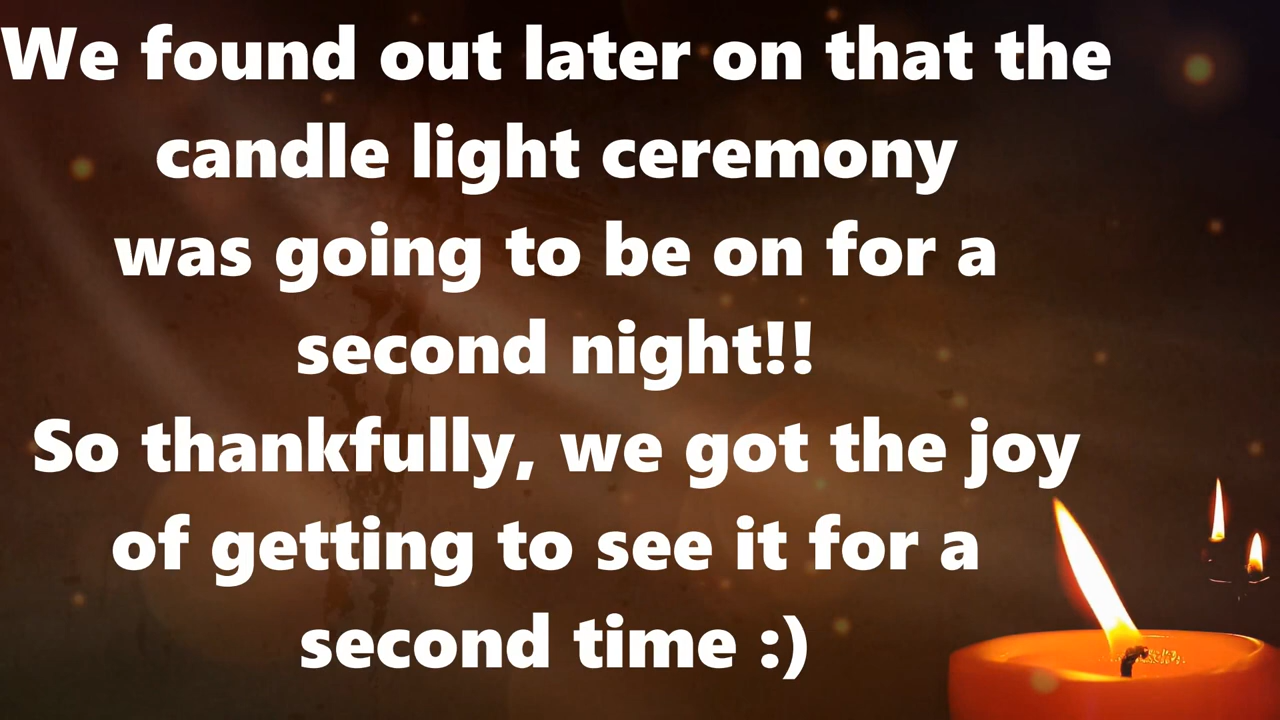 We found out later on that the
candle light ceremony
was going to be on for a
second night!!
So thankfully, we got the joy
of getting to see it for a
second time :)